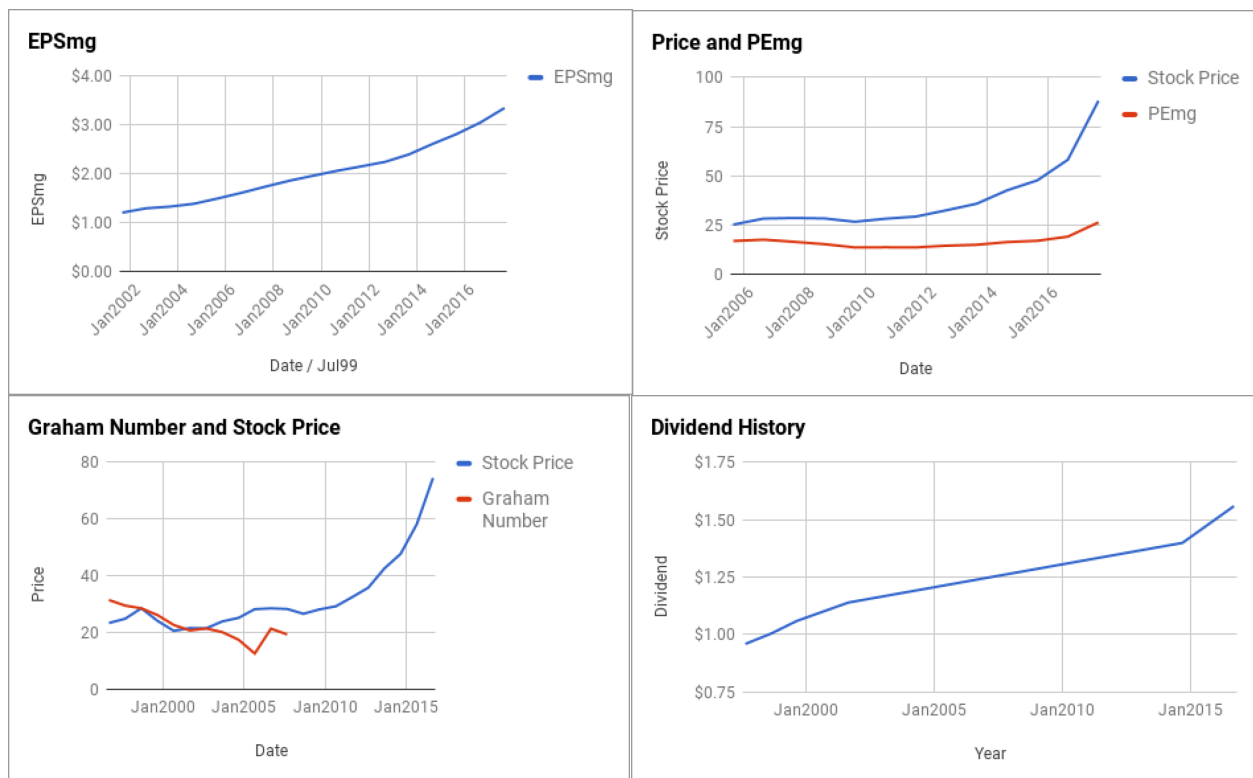 EPSmg
EPSmg
$4.00
$3.00
$2.00
$1.00
$0.00
EPSmg
Jan2002
Jan2004
Jan2006
Jan2008
Jan2010
Jan2012
Jan2014
Jan2016
Date / Jul99
Price and PEmg
Stock Price
PEmg
100
75
50
25
0
Stock Price
Jan2006
Jan2008
Jan2010
Jan2012
Jan2014
Jan2016
Date
Graham Number and Stock Price
Stock Price
Graham
Number
80
60
40
20
0
Price
Jan2000
Jan2005
Jan2010
Jan2015
Date
Dividend History
$1.75
$1.50
$1.25
$1.00
$0.75
Dividend
Jan2000
Jan2005
Jan2010
Jan2015
Year